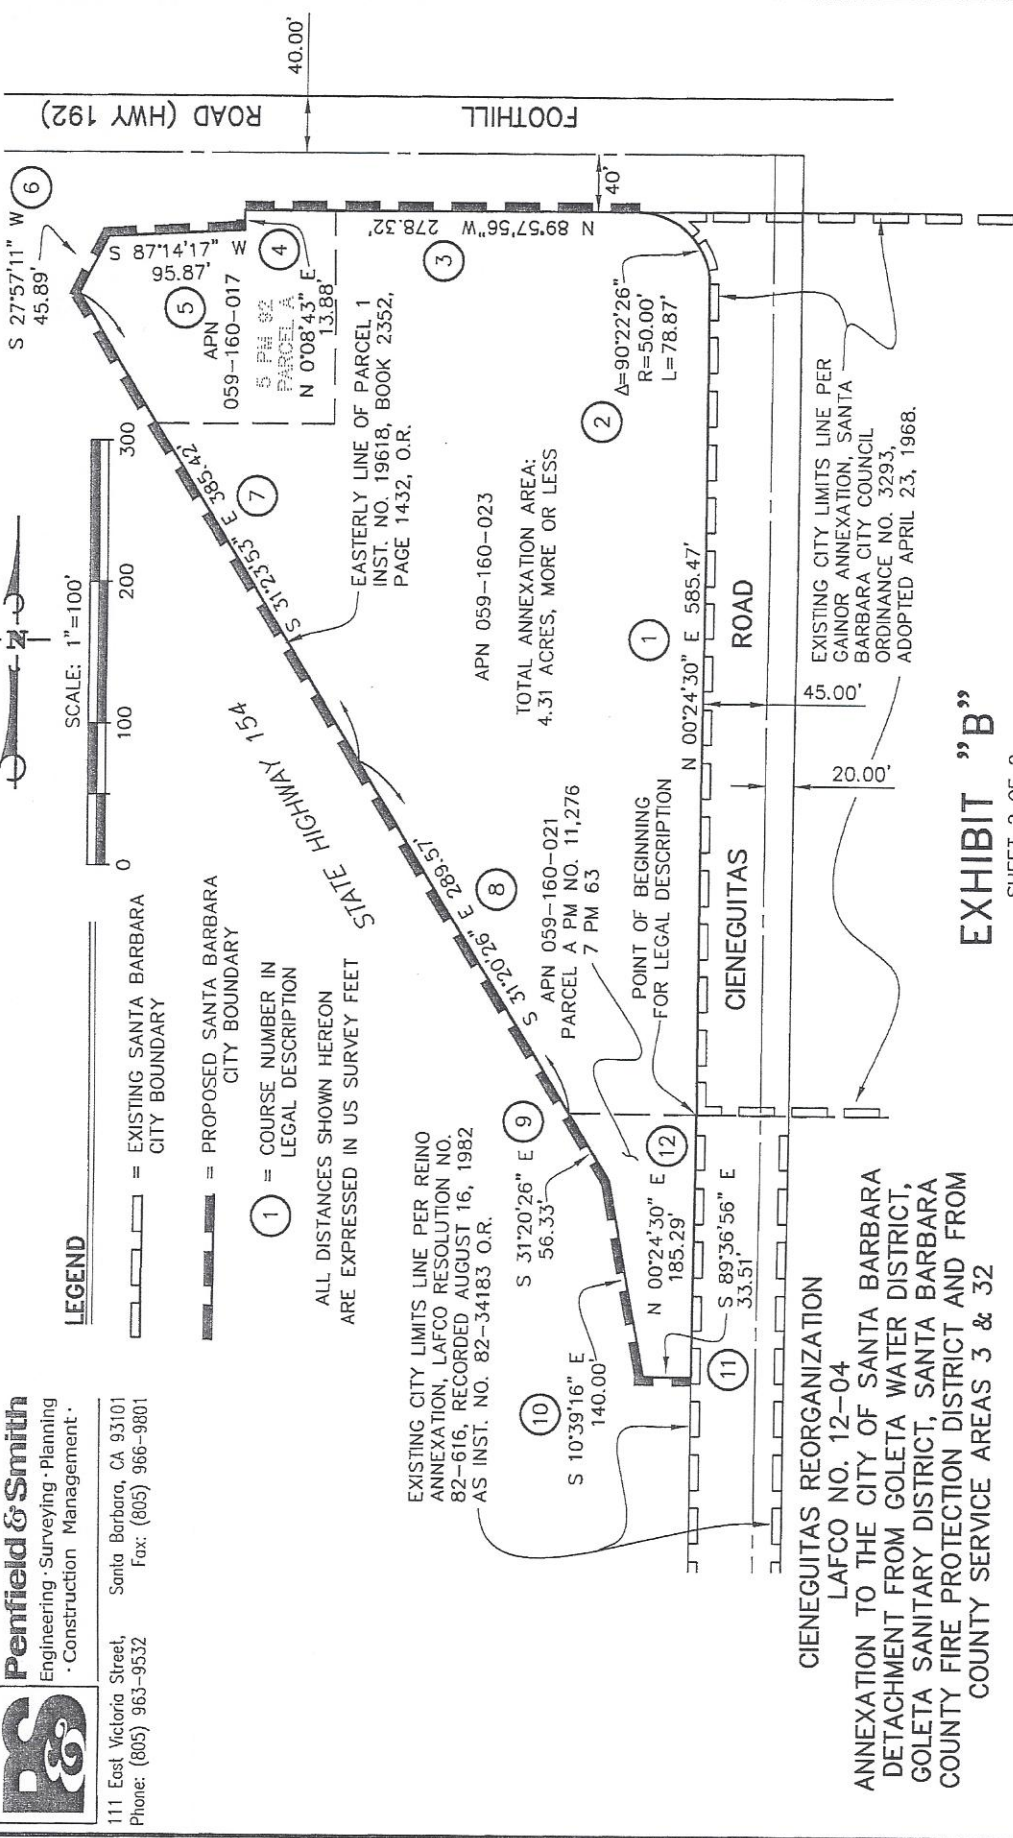 P&S
Penfield & Smith
Engineering · Surveying · Planning
· Construction Management ·
111 East Victoria Street, Santa Barbara, CA 93101
Phone: (805) 963-9532 Fax: (805) 966-9801
LEGEND
= EXISTING SANTA BARBARA
CITY BOUNDARY
= PROPOSED SANTA BARBARA
CITY BOUNDARY
1 = COURSE NUMBER IN
LEGAL DESCRIPTION
ALL DISTANCES SHOWN HEREON
ARE EXPRESSED IN US SURVEY FEET
N
SCALE: 1"=100'
0 100 200 300
S 27°57'11" W
45.89'
6
S 87°14'17" W
95.87'
5
APN
059-160-017
5 PM 92
PARCEL A
4
N 0°08'43" E
13.88'
ROAD (HWY 192)
FOOTHILL
40.00'
40'
N 89°57'56"W
278.32'
3
STATE HIGHWAY 154
S 31°23'53" E 385.42'
7
EASTERLY LINE OF PARCEL 1
INST. NO. 19618, BOOK 2352,
PAGE 1432, O.R.
S 31°20'26" E 289.57'
8
APN 059-160-023
TOTAL ANNEXATION AREA:
4.31 ACRES, MORE OR LESS
2
Δ=90°22'26"
R=50.00'
L=78.87'
APN 059-160-021
PARCEL A PM NO. 11,276
7 PM 63
POINT OF BEGINNING
FOR LEGAL DESCRIPTION
1
N 00°24'30" E 585.47'
EXISTING CITY LIMITS LINE PER REINO
ANNEXATION, LAFCO RESOLUTION NO.
82-616, RECORDED AUGUST 16, 1982
AS INST. NO. 82-34183 O.R.
9
S 31°20'26" E
56.33'
10
S 10°39'16" E
140.00'
12
N 00°24'30" E
185.29'
S 89°36'56" E
33.51'
11
CIENEGUITAS ROAD
45.00'
20.00'
EXISTING CITY LIMITS LINE PER
GAINOR ANNEXATION, SANTA
BARBARA CITY COUNCIL
ORDINANCE NO. 3293,
ADOPTED APRIL 23, 1968.
CIENEGUITAS REORGANIZATION
LAFCO NO. 12-04
ANNEXATION TO THE CITY OF SANTA BARBARA
DETACHMENT FROM GOLETA WATER DISTRICT,
GOLETA SANITARY DISTRICT, SANTA BARBARA
COUNTY FIRE PROTECTION DISTRICT AND FROM
COUNTY SERVICE AREAS 3 & 32
EXHIBIT "B"